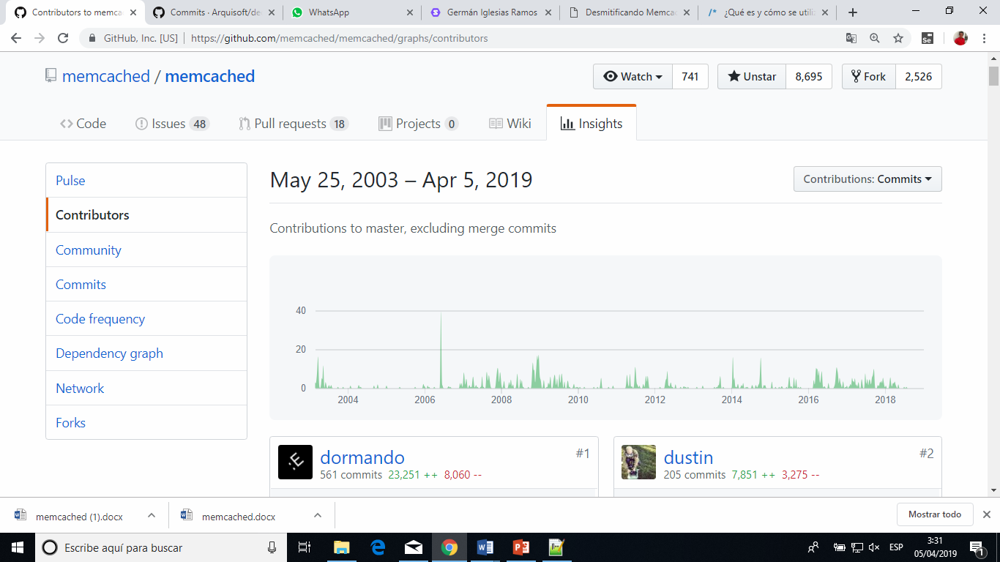 Contributors to memca
Commits · Arquisoft/de
WhatsApp
Germán Iglesias Ramos
Desmitificando Memca
/* ¿Qué es y cómo se utiliz
GitHub, Inc. [US] | https://github.com/memcached/memcached/graphs/contributors
Se
memcached / memcached
Watch 741
Unstar 8,695
Fork 2,526
<> Code
Issues 48
Pull requests 18
Projects 0
Wiki
Insights
Pulse
Contributors
Community
Commits
Code frequency
Dependency graph
Network
Forks
May 25, 2003 – Apr 5, 2019
Contributions: Commits
Contributions to master, excluding merge commits
40
20
0
2004 2006 2008 2010 2012 2014 2016 2018
dormando #1
561 commits 23,251 ++ 8,060 --
dustin #2
205 commits 7,851 ++ 3,275 --
memcached (1).docx
memcached.docx
Mostrar todo
Escribe aquí para buscar
ESP
3:31
05/04/2019
1